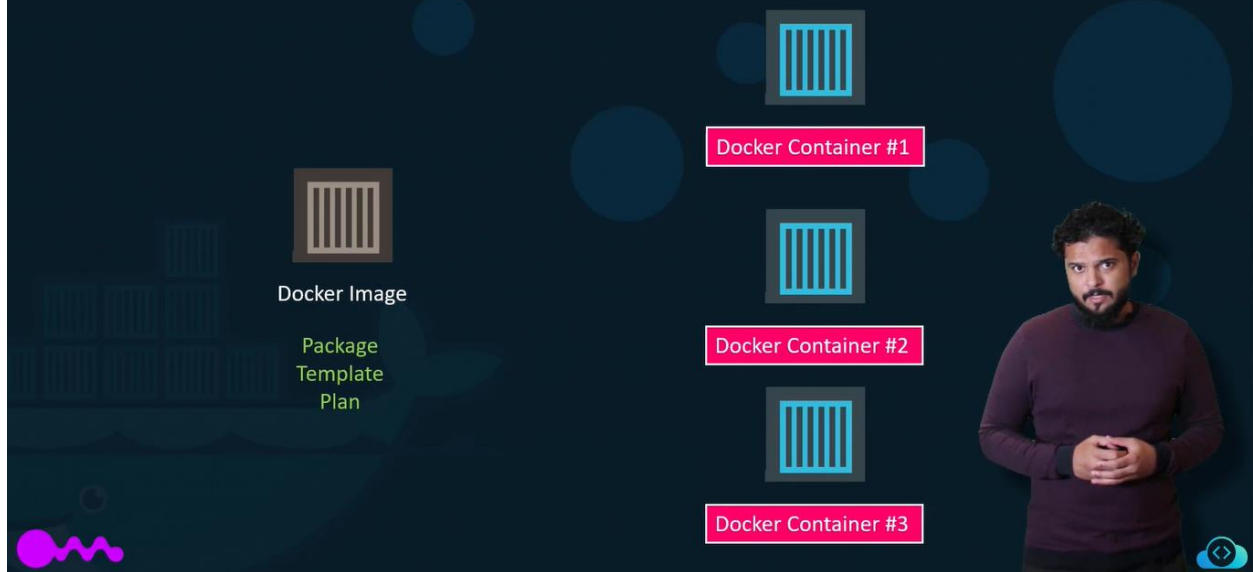 Docker Image
Package
Template
Plan
Docker Container #1
Docker Container #2
Docker Container #3